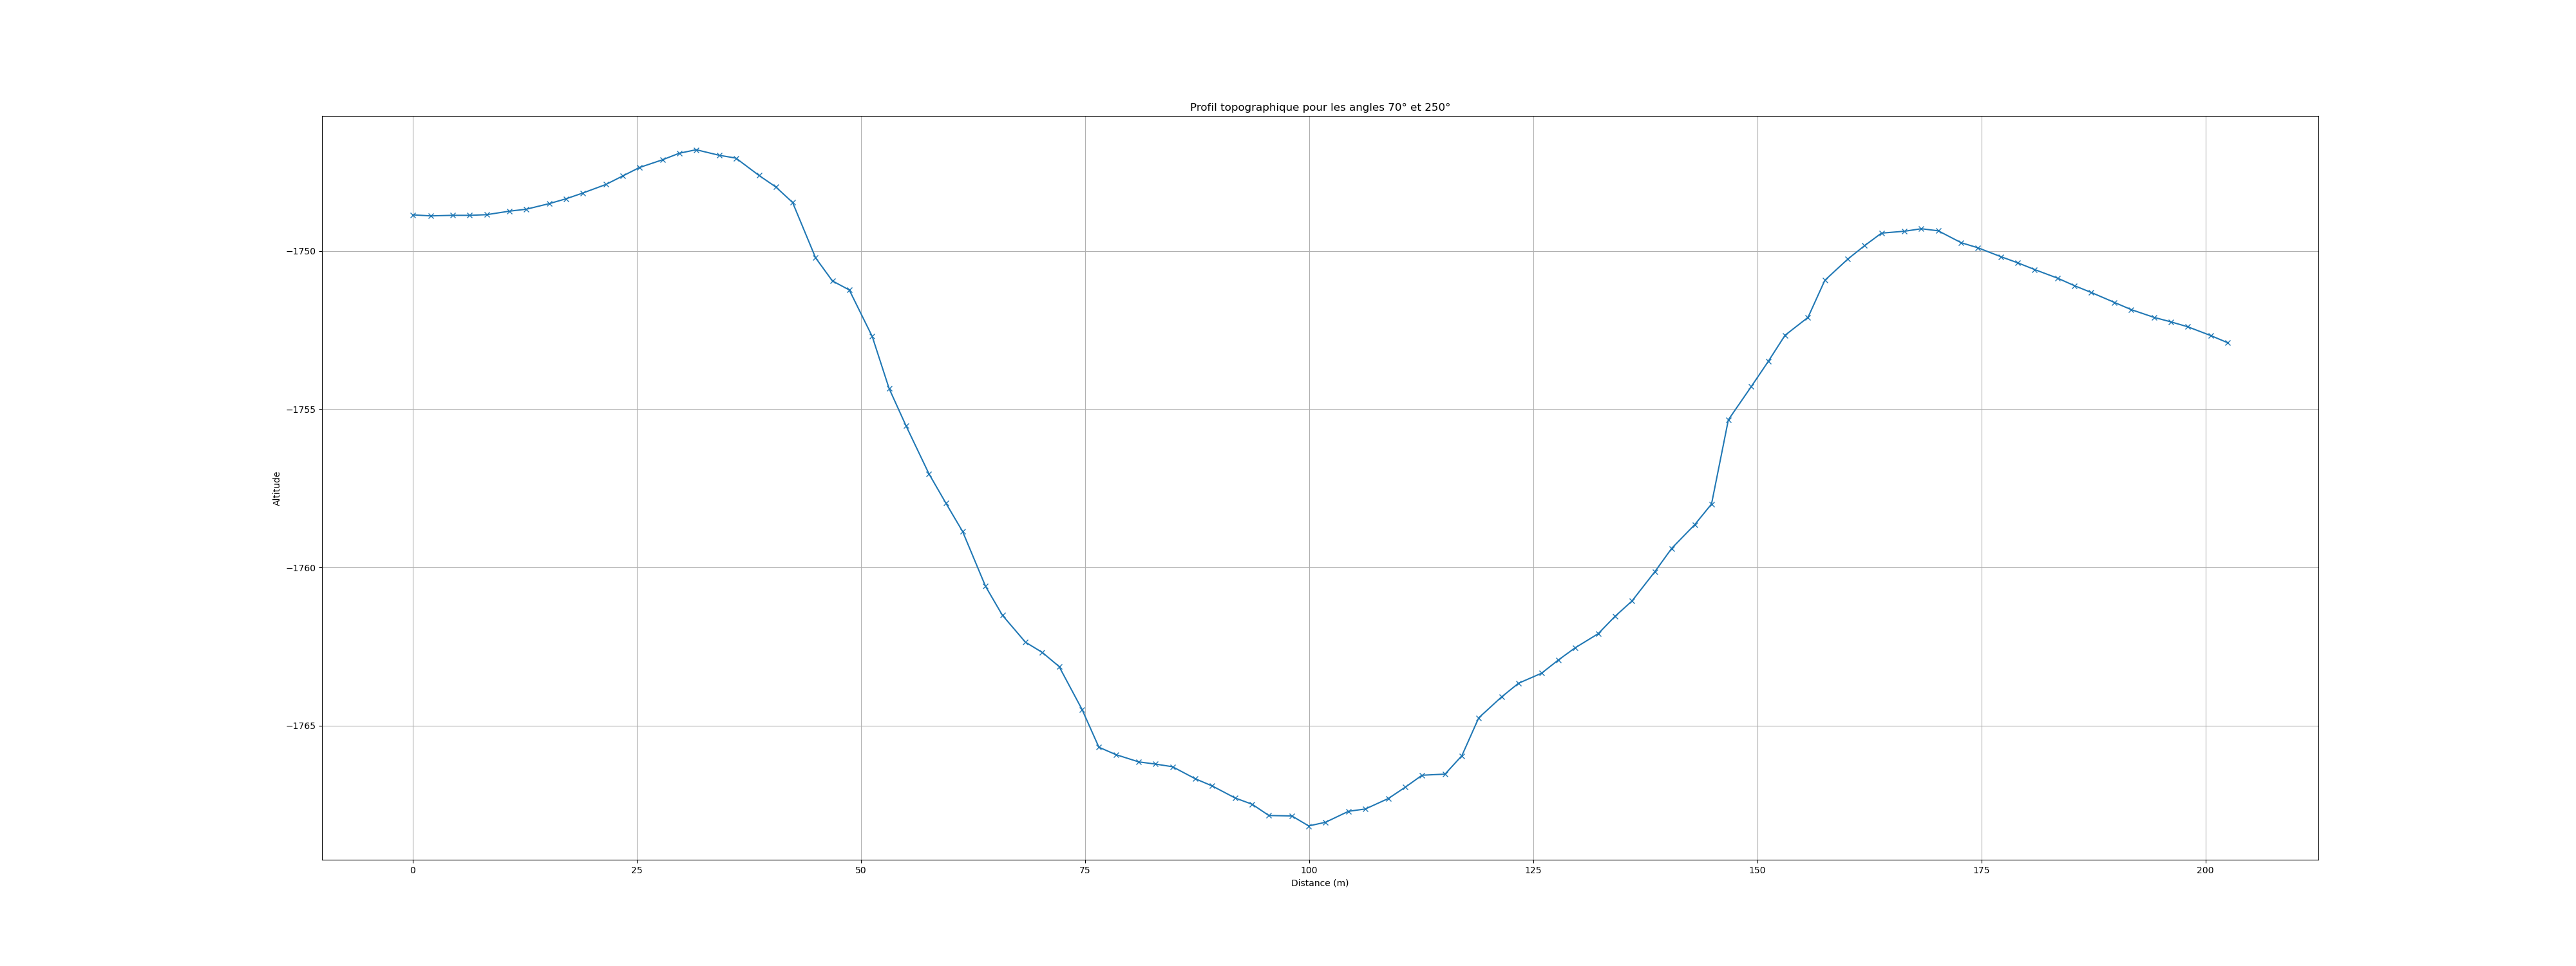 Profil topographique pour les angles 70° et 250°
Altitude
−1750
−1755
−1760
−1765
0 25 50 75 100 125 150 175 200
Distance (m)